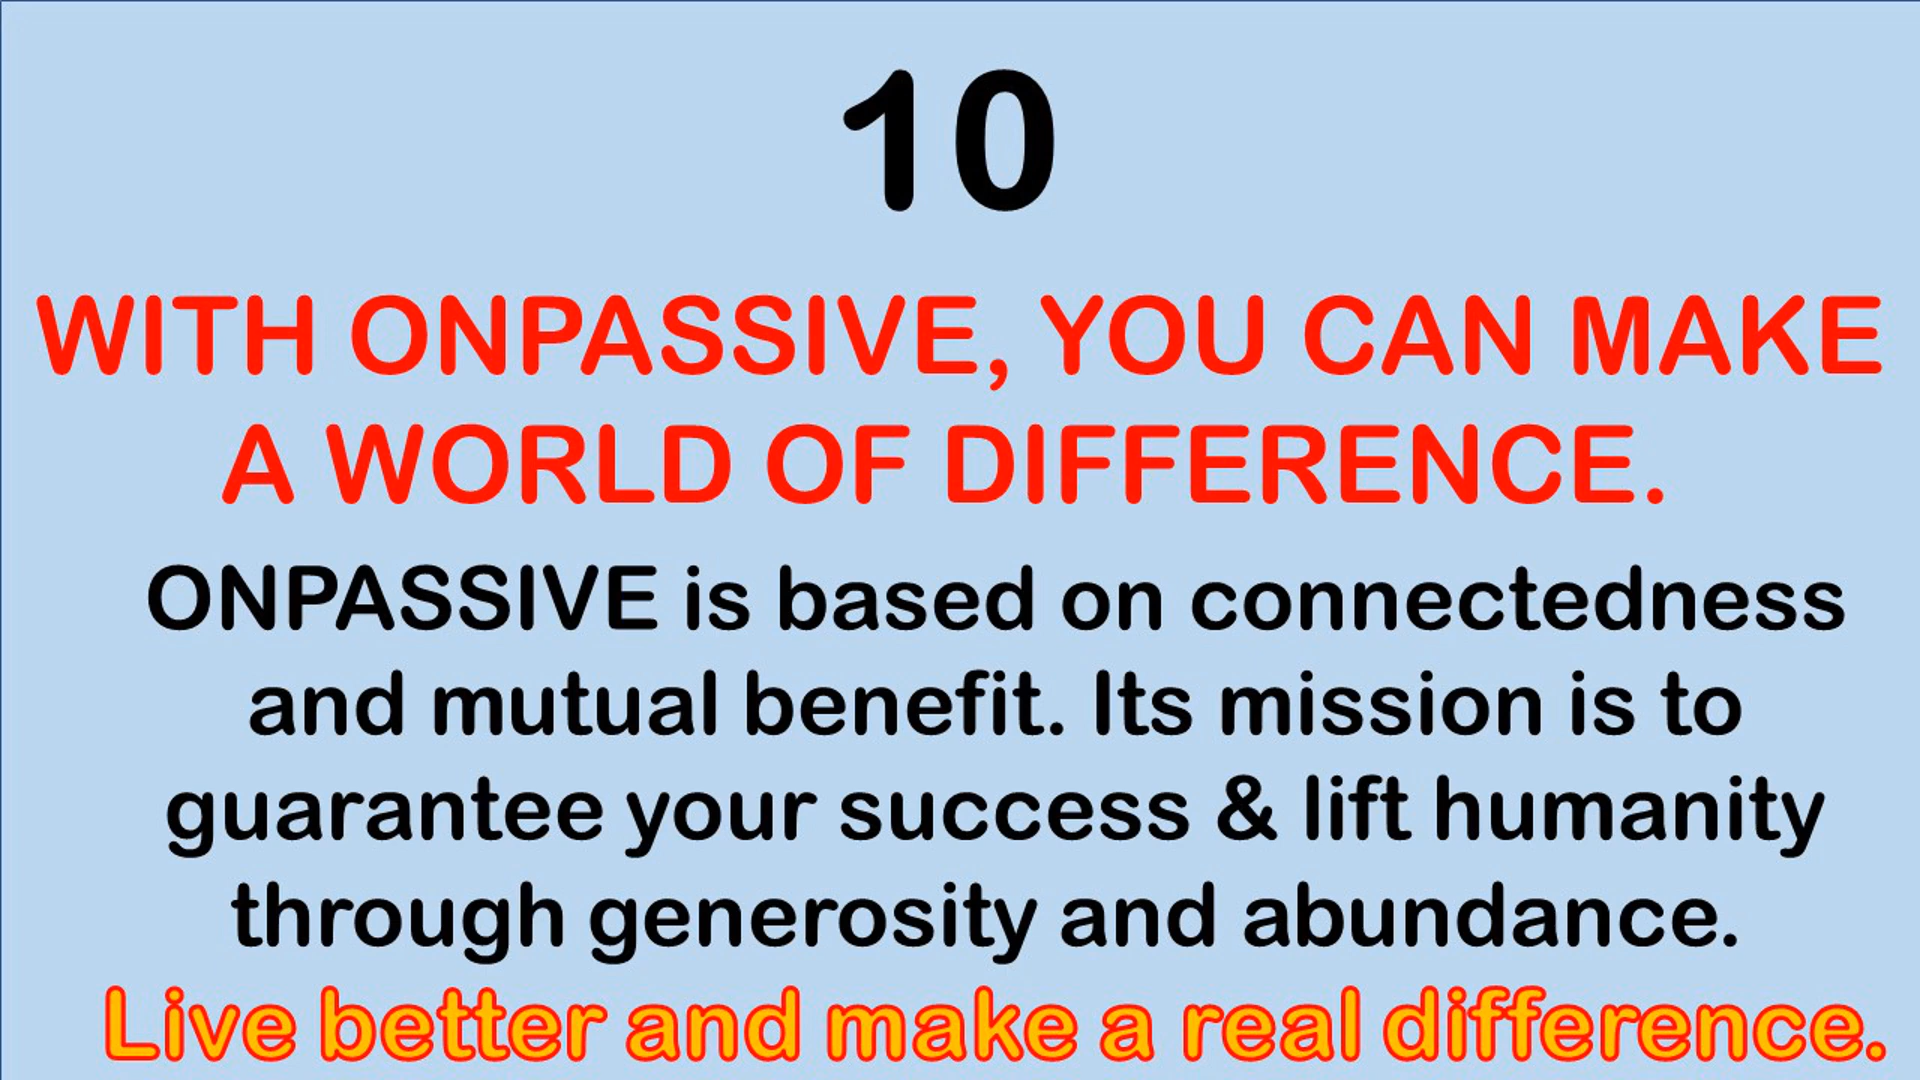 10
WITH ONPASSIVE, YOU CAN MAKE
A WORLD OF DIFFERENCE.
ONPASSIVE is based on connectedness
and mutual benefit. Its mission is to
guarantee your success & lift humanity
through generosity and abundance.
Live better and make a real difference.